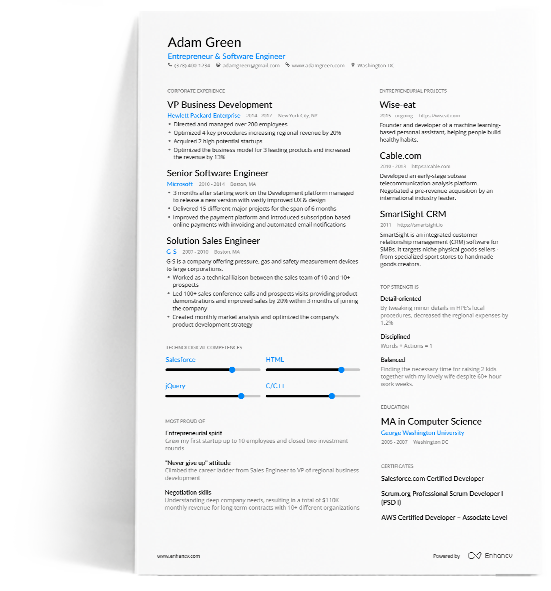 Adam Green
Entrepreneur & Software Engineer
adamgreen@gmail.com www.adamgreen.com Washington DC
CORPORATE EXPERIENCE
VP Business Development
Hewlett Packard Enterprise 2014 - 2017 New York City, NY
• Directed and managed over 200 employees
• Optimized 4 key procedures increasing regional revenue by 20%
• Acquired 2 high potential startups
• Optimized the business model for 3 leading products and increased
the revenue by 13%
Senior Software Engineer
Microsoft 2010 - 2014 Boston, MA
• 3 months after starting work on the Development platform managed
to release a new version with vastly improved UX & design
• Delivered 15 different major projects for the span of 6 months
• Improved the payment platform and introduced subscription based
online payments with invoicing and automated email notifications
Solution Sales Engineer
G-S 2007 - 2010 Boston, MA
G-S is a company offering pressure, gas and safety measurement devices
to large corporations.
• Worked as a technical liaison between the sales team of 10 and 10+
prospects
• Led 100+ sales conference calls and prospects visits providing product
demonstrations and improved sales by 20% within 3 months of joining
the company
• Created monthly market analysis and optimized the company's
product development strategy
TECHNOLOGICAL COMPETENCES
Salesforce HTML
jQuery C/C++
MOST PROUD OF
Entrepreneurial spirit
Grew my first startup up to 10 employees and closed two investment
rounds
"Never give up" attitude
Climbed the career ladder from Sales Engineer to VP of regional business
development
Negotiation skills
Understanding deep company needs, resulting in a total of $110K
monthly revenue for long term contracts with 10+ different organizations
ENTREPRENEURIAL PROJECTS
Wise-eat
ongoing
Founder and developer of a machine learning-
based personal assistant, helping people build
healthy habits.
Cable.com
Developed an early-stage subsea
telecommunication analysis platform
Negotiated a pre-revenue acquisition by an
international industry leader.
SmartSight CRM
2011 https://smartsight.io
SmartSight is an integrated customer
relationship management (CRM) software for
SMBs. It targets niche physical goods sellers
from specialized sport stores to handmade
goods creators.
TOP STRENGTHS
Detail-oriented
By tweaking minor details in HPE's local
procedures, decreased the regional expenses by
1.2%
Disciplined
Words + Actions = 1
Balanced
Finding the necessary time for raising 2 kids
together with my lovely wife despite 60+ hour
work weeks.
EDUCATION
MA in Computer Science
George Washington University
2005 - 2007 Washington DC
CERTIFICATES
Salesforce.com Certified Developer
Scrum.org Professional Scrum Developer I
(PSD I)
AWS Certified Developer – Associate Level
www.enhancv.com Powered by Enhancv